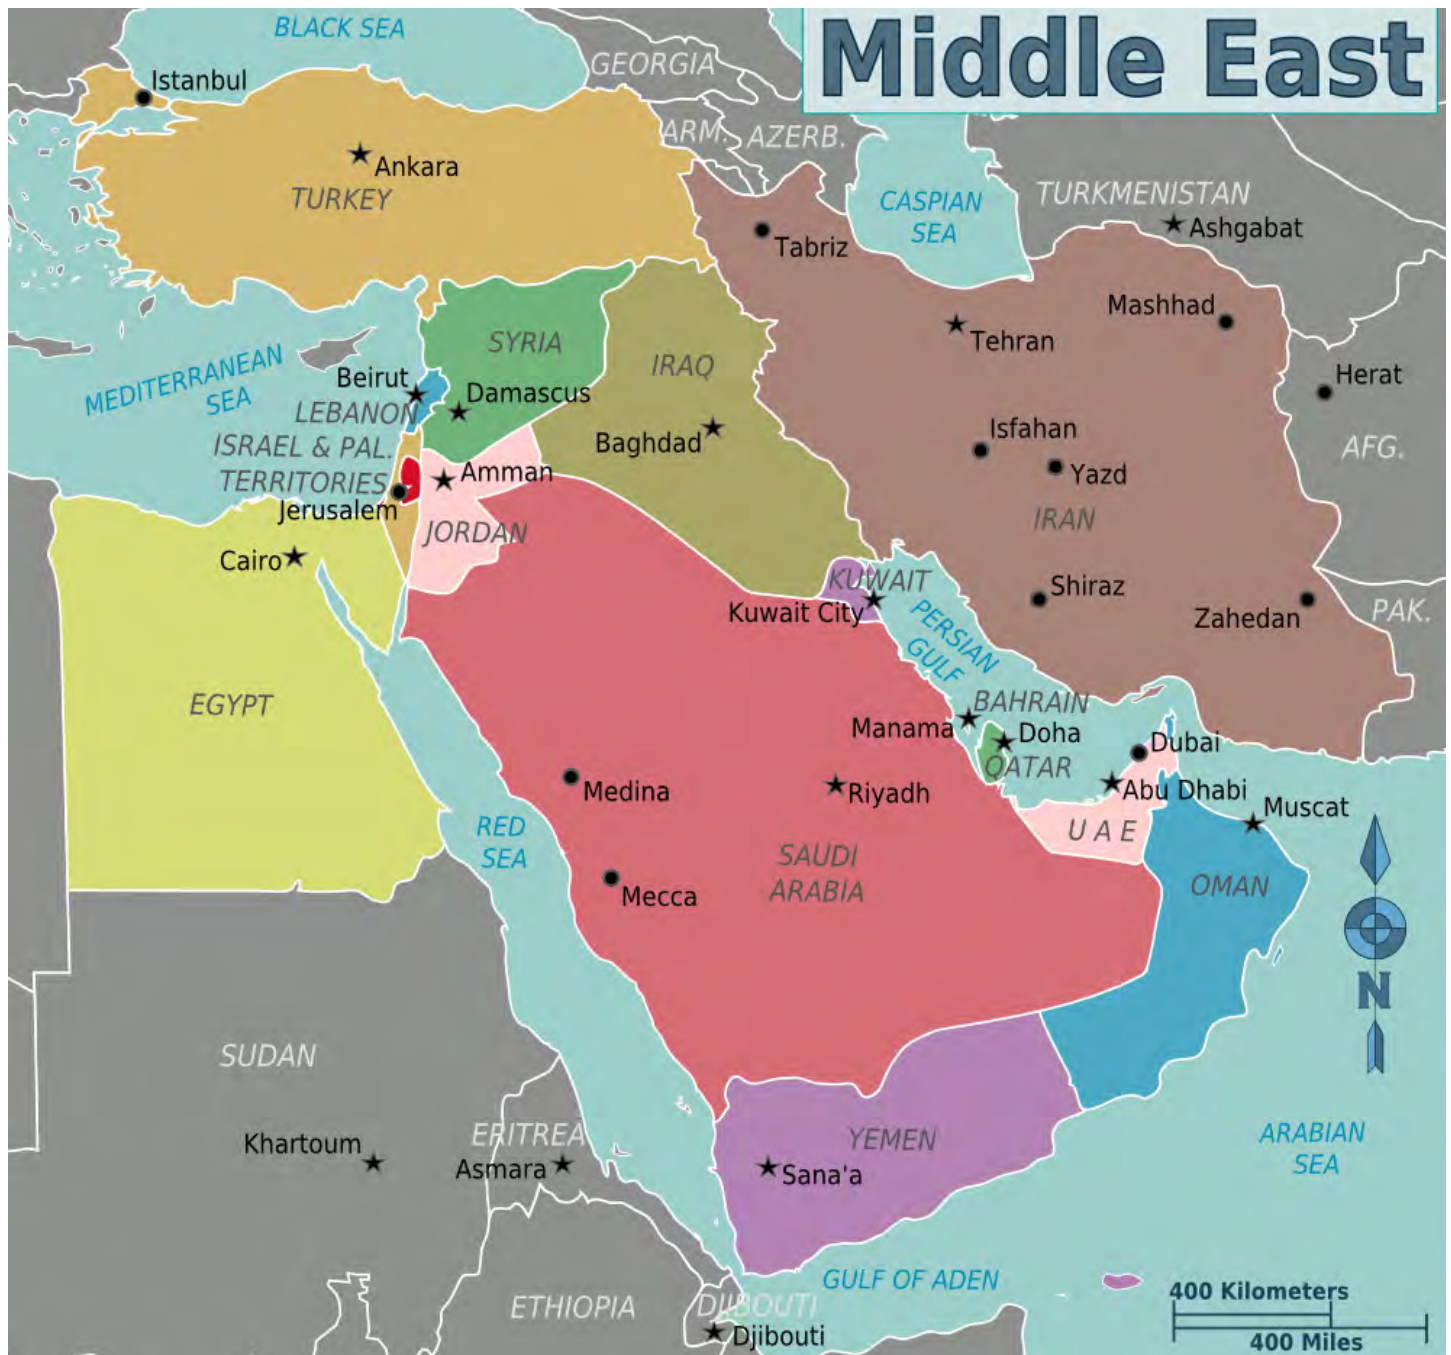 BLACK SEA
Middle East
GEORGIA
Istanbul
ARM.
AZERB.
Ankara
TURKEY
CASPIAN
SEA
TURKMENISTAN
Ashgabat
Tabriz
Mashhad
Tehran
SYRIA
IRAQ
MEDITERRANEAN
SEA
Beirut
Damascus
Herat
LEBANON
Baghdad
Isfahan
ISRAEL & PAL.
TERRITORIES
AFG.
Amman
Yazd
Jerusalem
IRAN
JORDAN
Cairo
KUWAIT
Kuwait City
Shiraz
Zahedan
PAK.
PERSIAN
GULF
EGYPT
BAHRAIN
Manama
Doha
Dubai
QATAR
Medina
Riyadh
Abu Dhabi
Muscat
RED
SEA
U A E
SAUDI
ARABIA
OMAN
Mecca
N
SUDAN
ERITREA
YEMEN
ARABIAN
SEA
Khartoum
Asmara
Sana'a
GULF OF ADEN
ETHIOPIA
DJIBOUTI
Djibouti
400 Kilometers
400 Miles